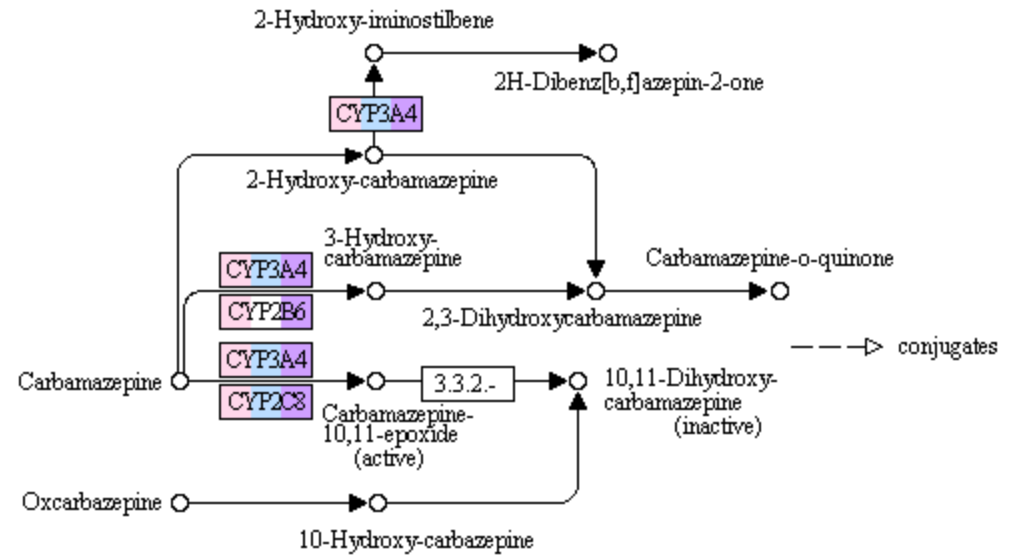 2-Hydroxy-iminostilbene
2H-Dibenz[b,f]azepin-2-one
CYP3A4
2-Hydroxy-carbamazepine
3-Hydroxy-
carbamazepine
Carbamazepine-o-quinone
CYP3A4
CYP2B6
2,3-Dihydroxycarbamazepine
conjugates
CYP3A4
Carbamazepine
3.3.2.-
10,11-Dihydroxy-
carbamazepine
(inactive)
CYP2C8
Carbamazepine-
10,11-epoxide
(active)
Oxcarbazepine
10-Hydroxy-carbazepine